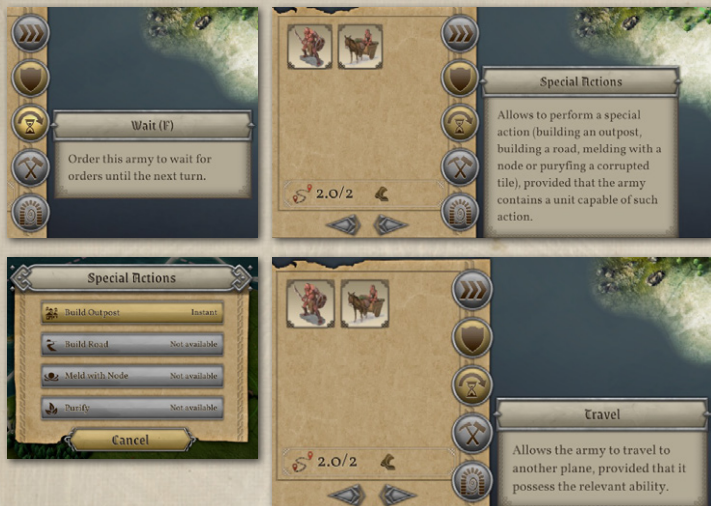 Wait (F)
Order this army to wait for
orders until the next turn.
Special Actions
Allows to perform a special
action (building an outpost,
building a road, melding with a
node or puryfing a corrupted
tile), provided that the army
contains a unit capable of such
action.
2.0/2
Special Actions
Build Outpost Instant
Build Road Not available
Meld with Node Not available
Purify Not available
Cancel
2.0/2
Travel
Allows the army to travel to
another plane, provided that it
possess the relevant ability.